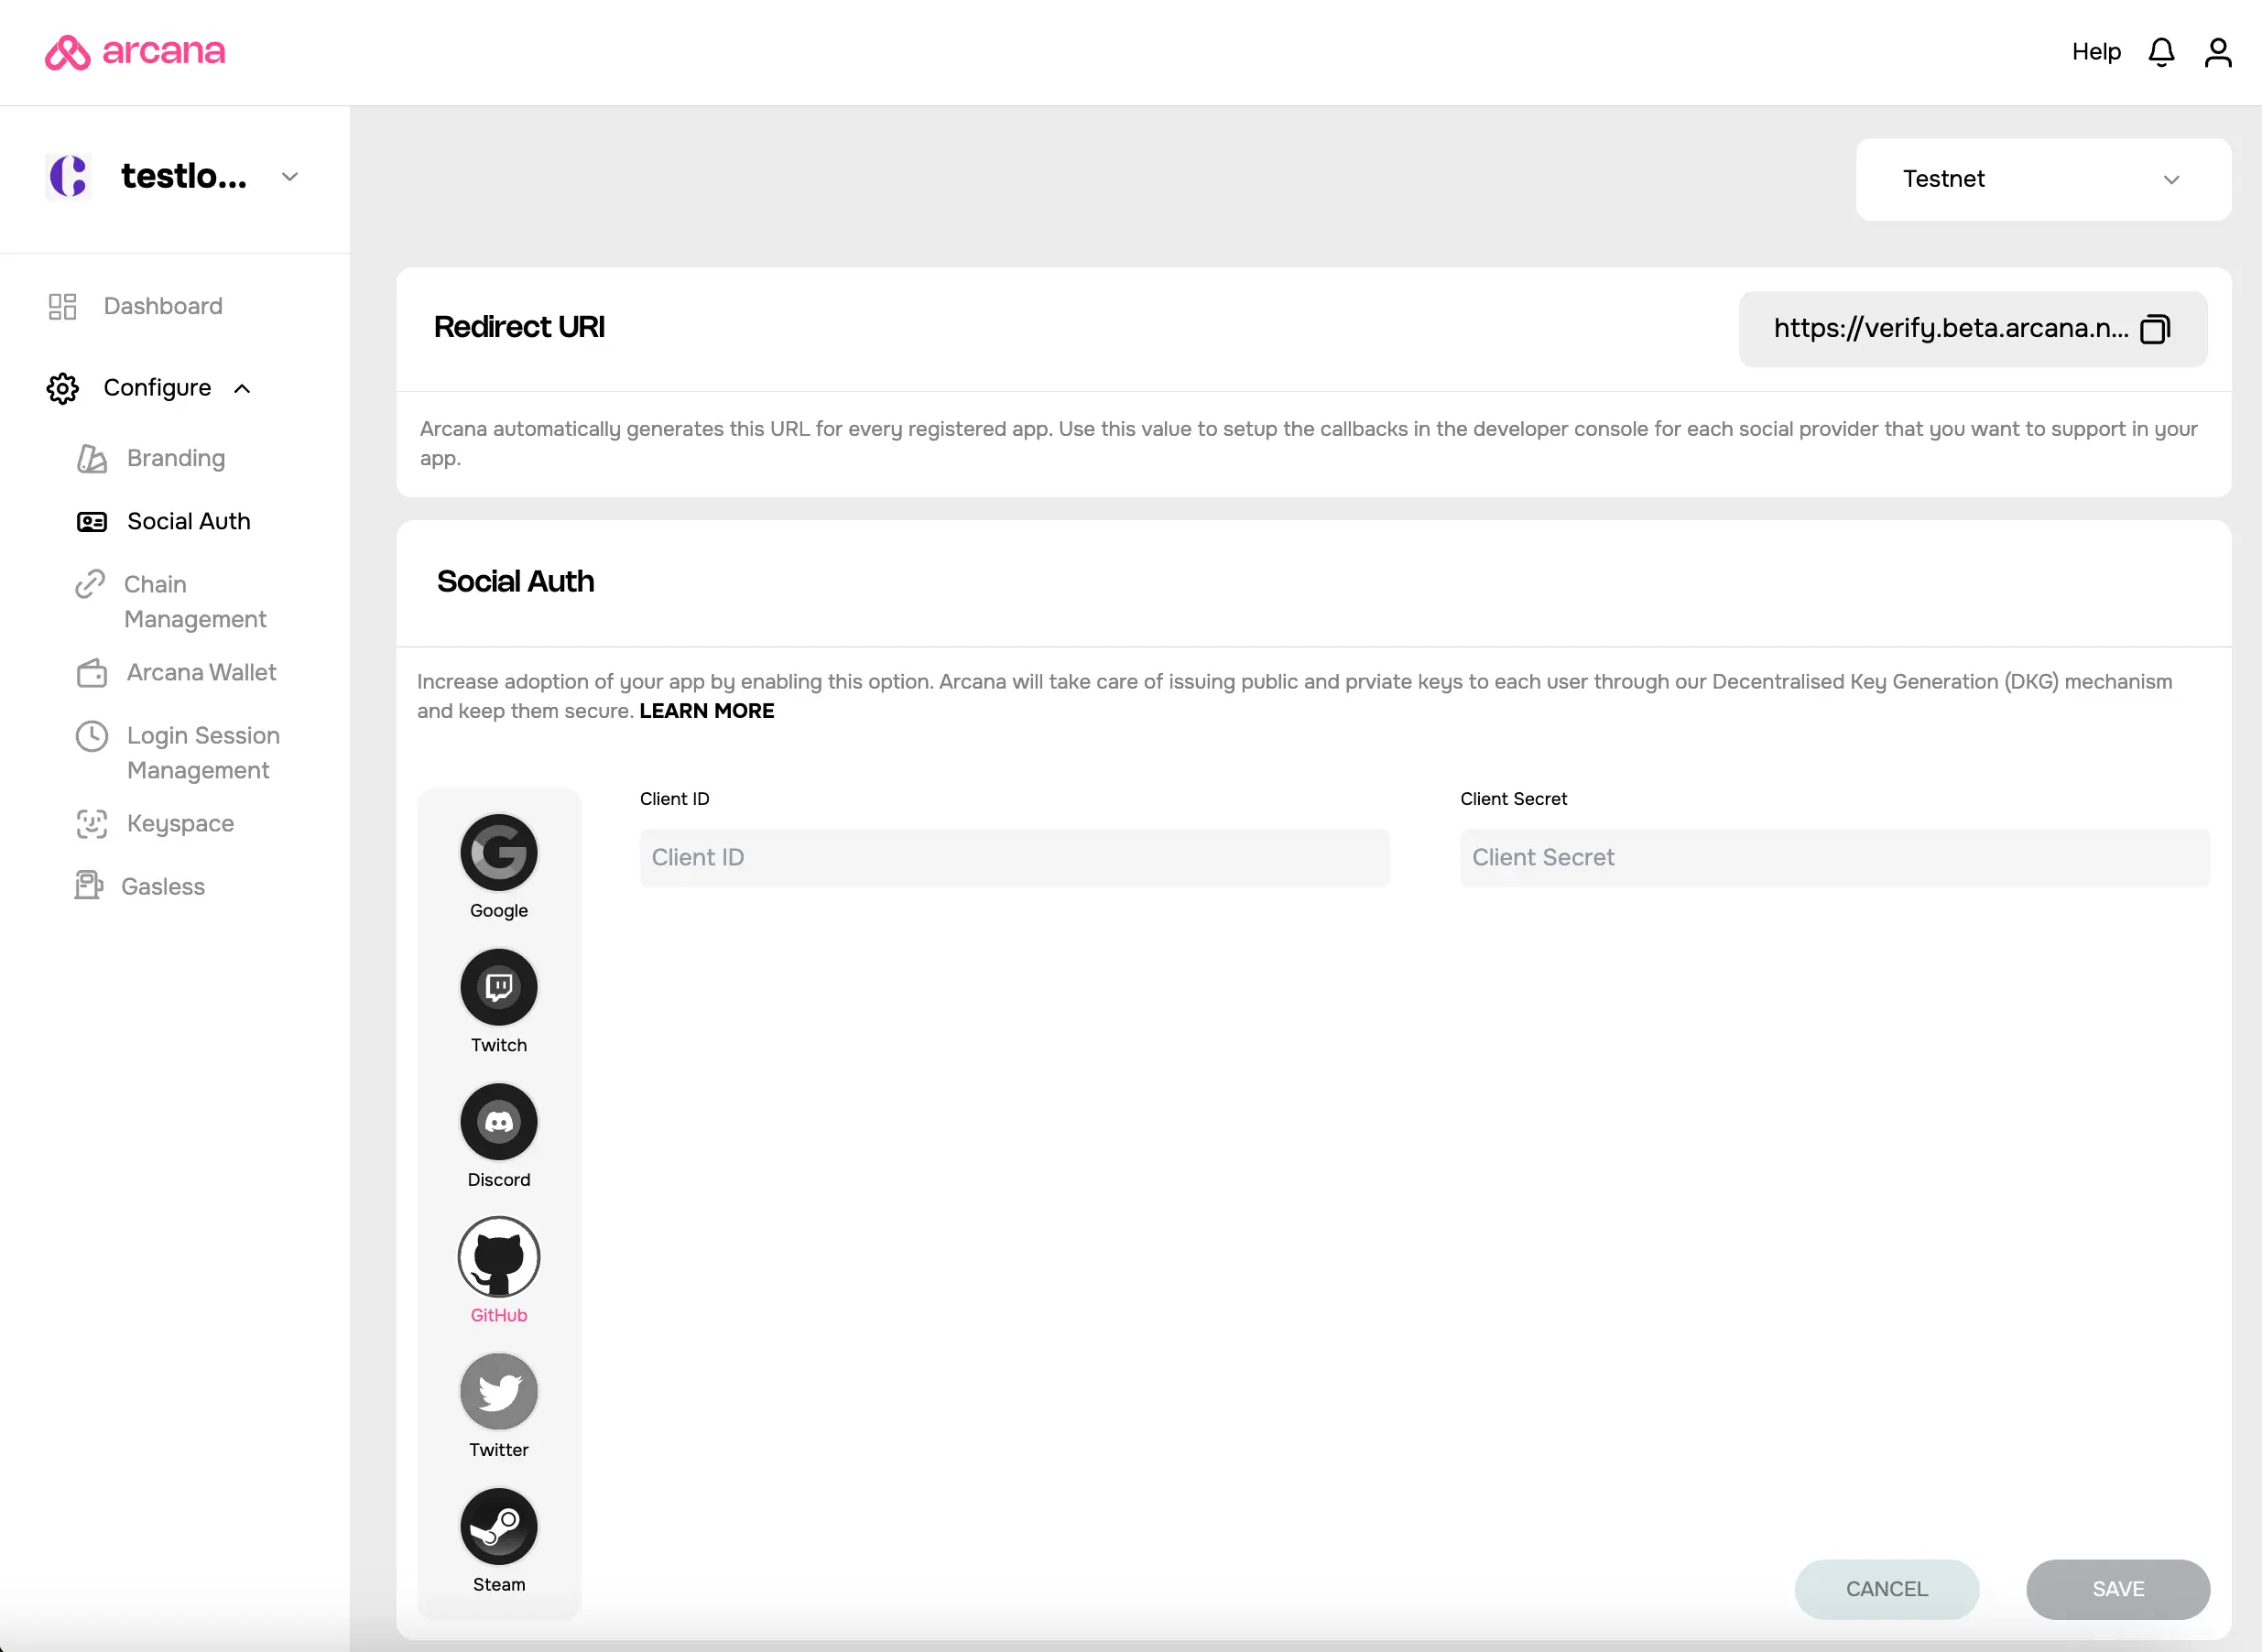 arcana
Help
testlo...
Testnet
Dashboard
Configure
Branding
Social Auth
Chain
Management
Arcana Wallet
Login Session
Management
Keyspace
Gasless
Redirect URI
https://verify.beta.arcana.n...
Arcana automatically generates this URL for every registered app. Use this value to setup the callbacks in the developer console for each social provider that you want to support in your
app.
Social Auth
Increase adoption of your app by enabling this option. Arcana will take care of issuing public and prviate keys to each user through our Decentralised Key Generation (DKG) mechanism
and keep them secure. LEARN MORE
Google
Twitch
Discord
GitHub
Twitter
Steam
Client ID
Client ID
Client Secret
Client Secret
CANCEL
SAVE